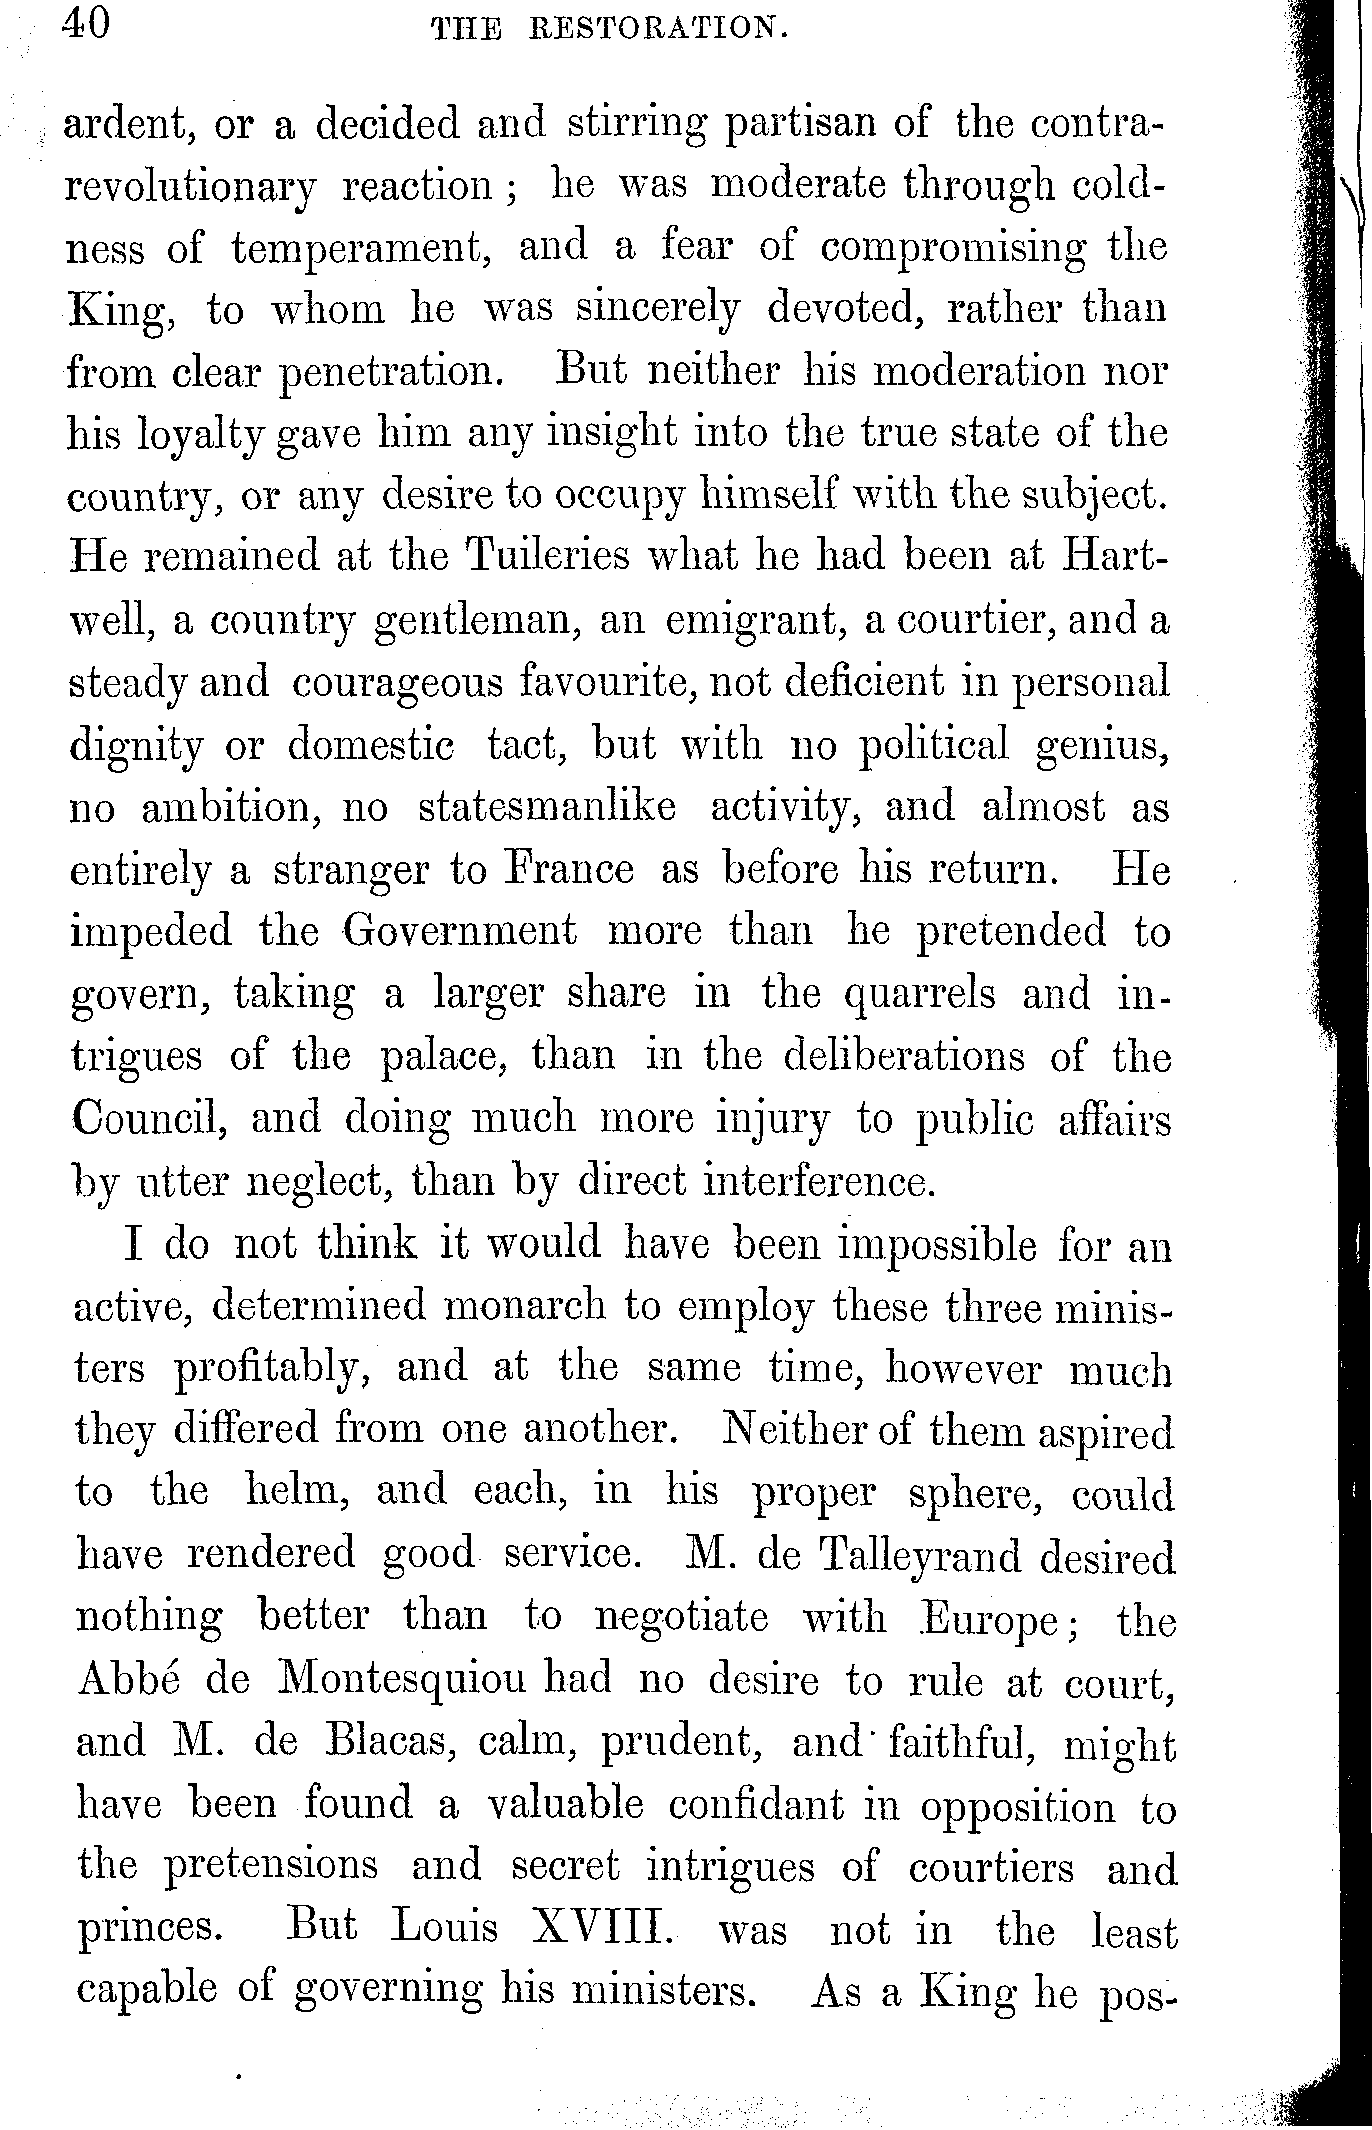 40 THE RESTORATION.
ardent, or a decided and stirring partisan of the contra-
revolutionary reaction ; he was moderate through cold-
ness of temperament, and a fear of compromising the
King, to whom he was sincerely devoted, rather than
from clear penetration. But neither his moderation nor
his loyalty gave him any insight into the true state of the
country, or any desire to occupy himself with the subject.
He remained at the Tuileries what he had been at Hart-
well, a country gentleman, an emigrant, a courtier, and a
steady and courageous favourite, not deficient in personal
dignity or domestic tact, but with no political genius,
no ambition, no statesmanlike activity, and almost as
entirely a stranger to France as before his return. He
impeded the Government more than he pretended to
govern, taking a larger share in the quarrels and in-
trigues of the palace, than in the deliberations of the
Council, and doing much more injury to public affairs
by utter neglect, than by direct interference.
I do not think it would have been impossible for an
active, determined monarch to employ these three minis-
ters profitably, and at the same time, however much
they differed from one another. Neither of them aspired
to the helm, and each, in his proper sphere, could
have rendered good service. M. de Talleyrand desired
nothing better than to negotiate with Europe ; the
Abbé de Montesquiou had no desire to rule at court,
and M. de Blacas, calm, prudent, and faithful, might
have been found a valuable confidant in opposition to
the pretensions and secret intrigues of courtiers and
princes. But Louis XVIII. was not in the least
capable of governing his ministers. As a King he pos-